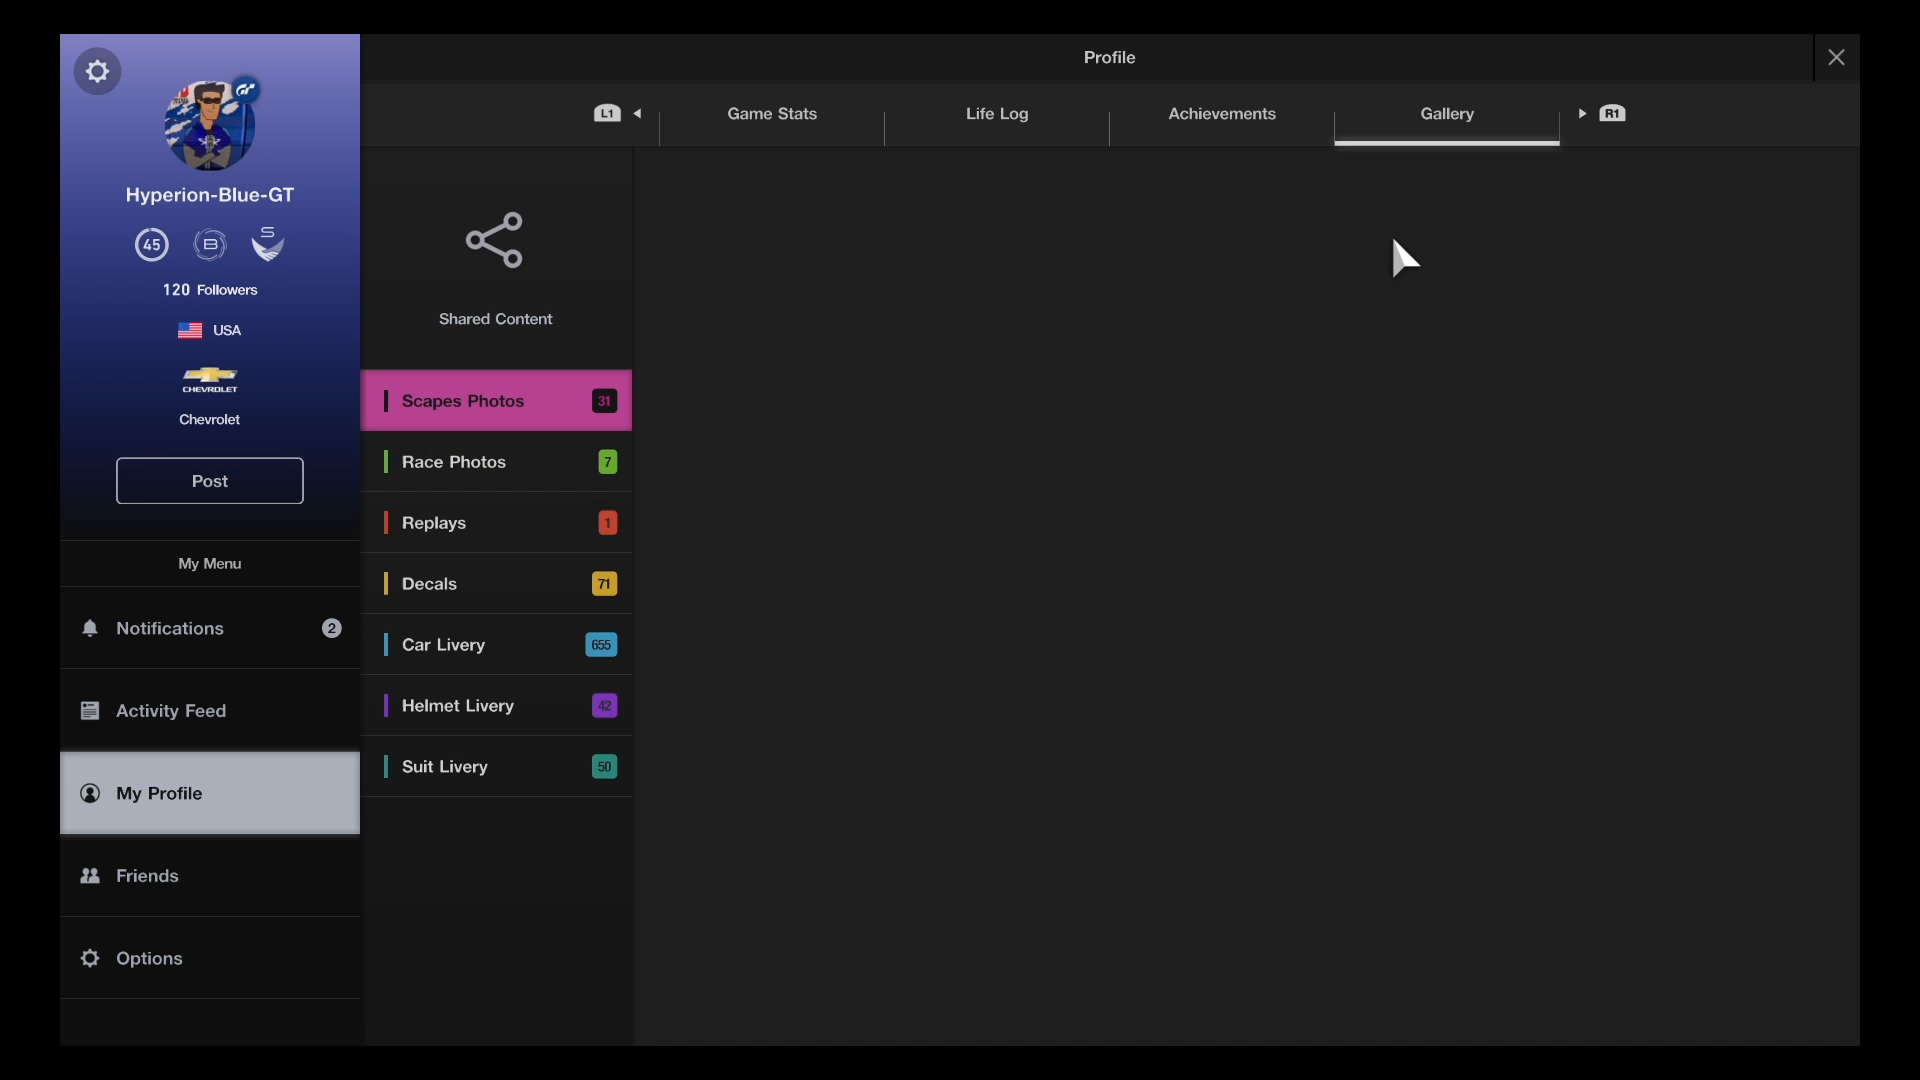 Profile
L1
Game Stats
Life Log
Achievements
Gallery
R1
Hyperion-Blue-GT
45
B
S
120 Followers
USA
CHEVROLET
Chevrolet
Post
My Menu
Notifications 2
Activity Feed
My Profile
Friends
Options
Shared Content
Scapes Photos 31
Race Photos 7
Replays 1
Decals 71
Car Livery 655
Helmet Livery 42
Suit Livery 50